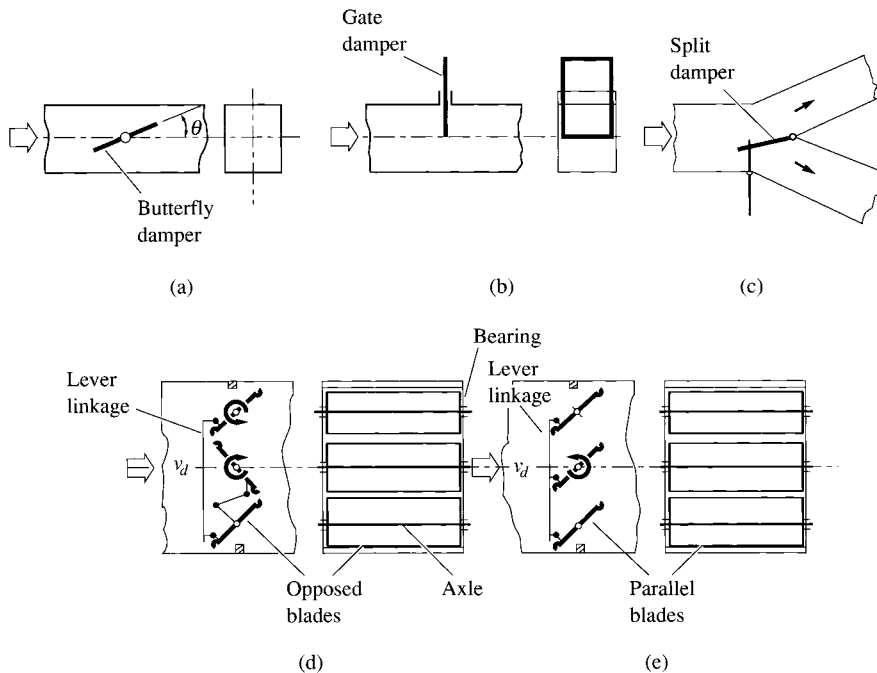 Gate
damper
Split
damper
θ
Butterfly
damper
(a)
(b)
(c)
Bearing
Lever
linkage
Lever
linkage
v_d
v_d
Opposed
blades
Axle
Parallel
blades
(d)
(e)